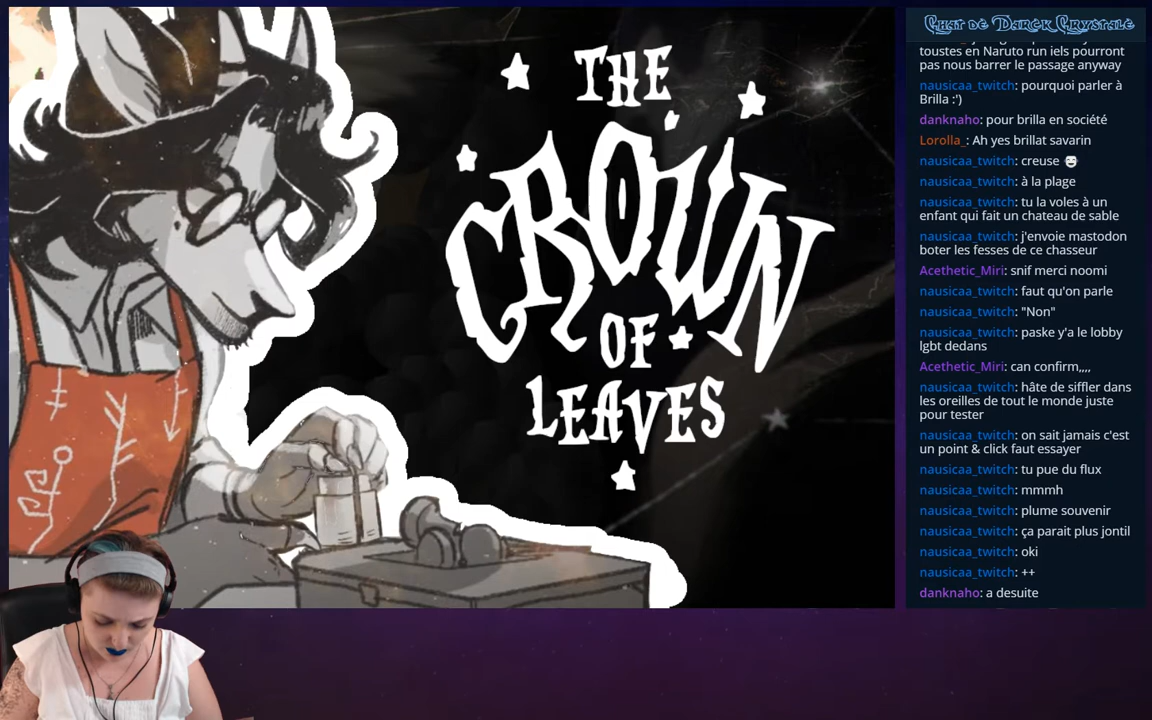 THE
CROWN
OF
LEAVES
Chat de Darck Crystale
toustes en Naruto run iels pourront
pas nous barrer le passage anyway
nausicaa_twitch: pourquoi parler à
Brilla :')
danknaho: pour brilla en société
Lorolla_: Ah yes brillat savarin
nausicaa_twitch: creuse
nausicaa_twitch: à la plage
nausicaa_twitch: tu la voles à un
enfant qui fait un chateau de sable
nausicaa_twitch: j'envoie mastodon
boter les fesses de ce chasseur
Acethetic_Miri: snif merci noomi
nausicaa_twitch: faut qu'on parle
nausicaa_twitch: "Non"
nausicaa_twitch: paske y'a le lobby
lgbt dedans
Acethetic_Miri: can confirm,,,,
nausicaa_twitch: hâte de siffler dans
les oreilles de tout le monde juste
pour tester
nausicaa_twitch: on sait jamais c'est
un point & click faut essayer
nausicaa_twitch: tu pue du flux
nausicaa_twitch: mmmh
nausicaa_twitch: plume souvenir
nausicaa_twitch: ça parait plus jontil
nausicaa_twitch: oki
nausicaa_twitch: ++
danknaho: a desuite